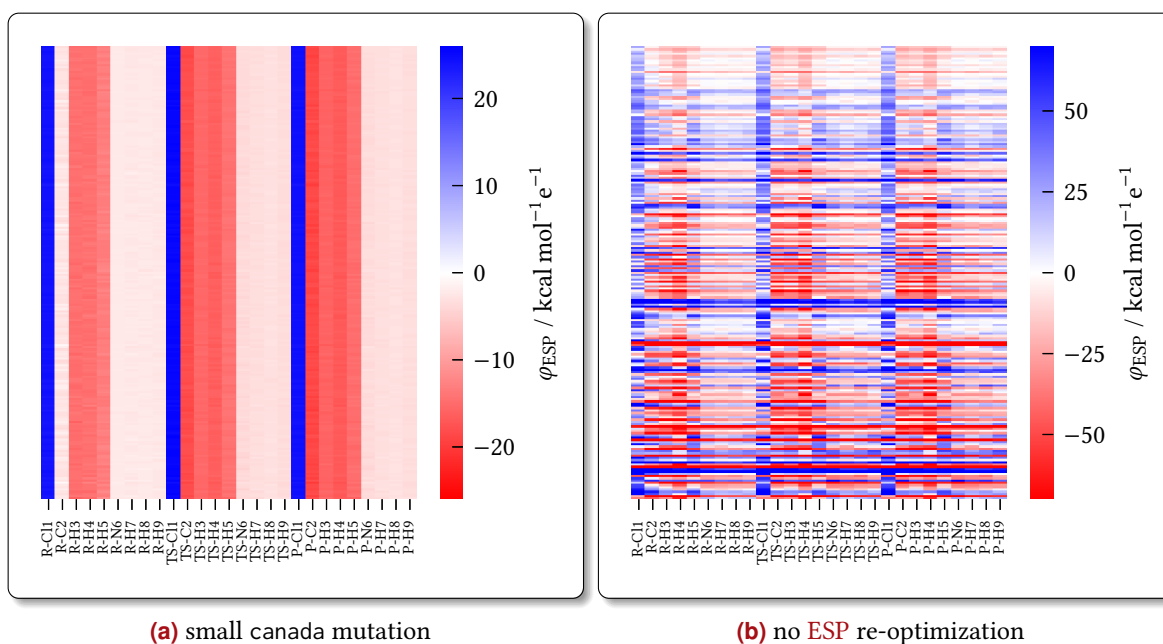 20
10
0
−10
−20
φESP / kcal mol−1 e−1
R-Cl1
R-C2
R-H3
R-H4
R-H5
R-N6
R-H7
R-H8
R-H9
TS-Cl1
TS-C2
TS-H3
TS-H4
TS-H5
TS-N6
TS-H7
TS-H8
TS-H9
P-Cl1
P-C2
P-H3
P-H4
P-H5
P-N6
P-H7
P-H8
P-H9
(a) small canada mutation
50
25
0
−25
−50
φESP / kcal mol−1 e−1
R-Cl1
R-C2
R-H3
R-H4
R-H5
R-N6
R-H7
R-H8
R-H9
TS-Cl1
TS-C2
TS-H3
TS-H4
TS-H5
TS-N6
TS-H7
TS-H8
TS-H9
P-Cl1
P-C2
P-H3
P-H4
P-H5
P-N6
P-H7
P-H8
P-H9
(b) no ESP re-optimization